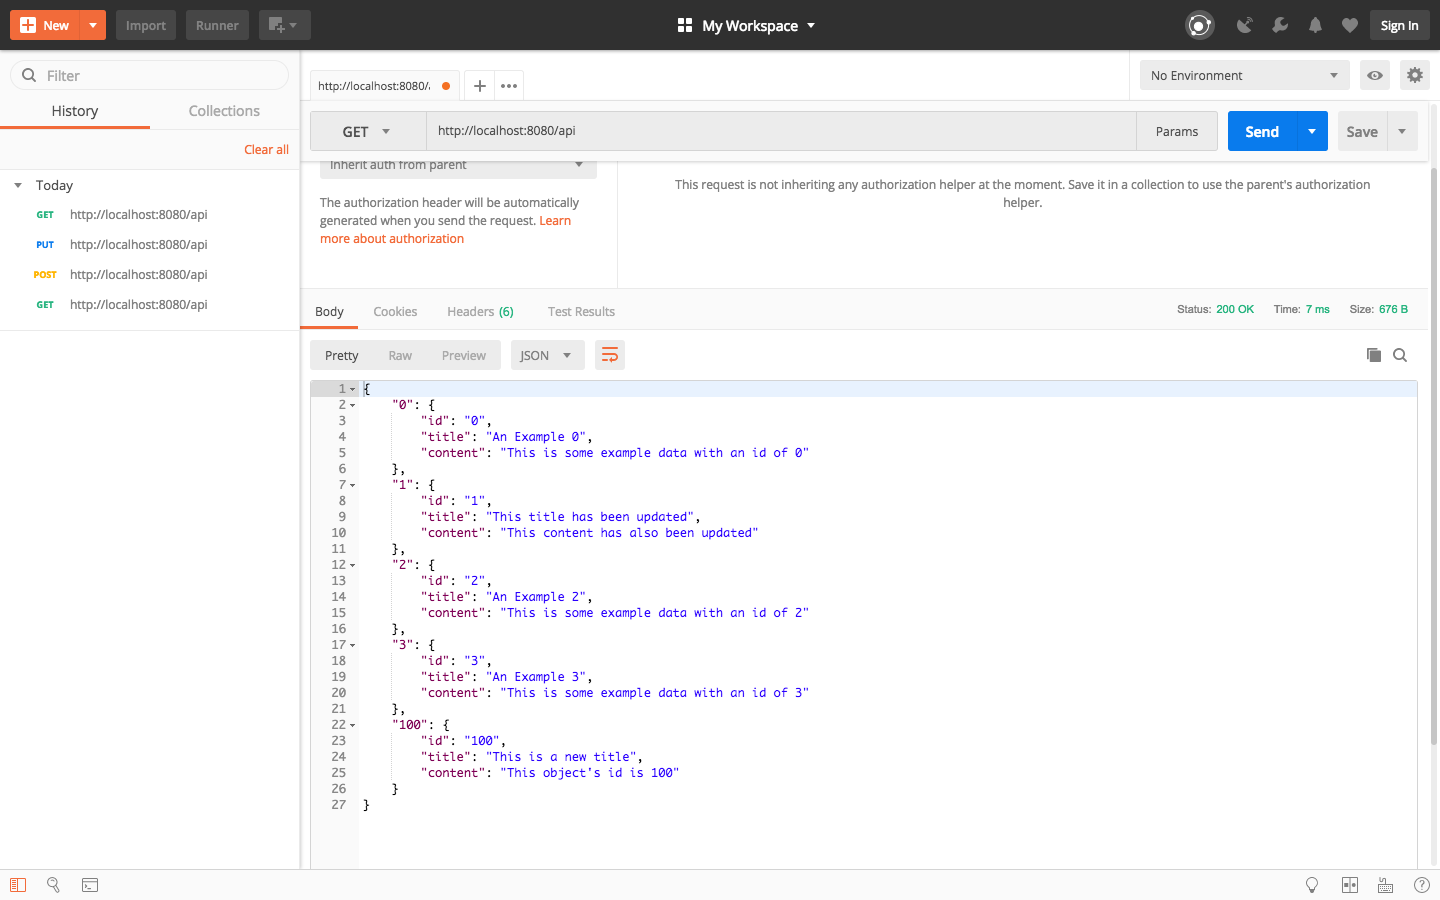 New
Import
Runner
My Workspace
Sign In
Filter
History
Collections
Clear all
Today
GET http://localhost:8080/api
PUT http://localhost:8080/api
POST http://localhost:8080/api
GET http://localhost:8080/api
http://localhost:8080/
No Environment
GET
http://localhost:8080/api
Params
Send
Save
Inherit auth from parent
The authorization header will be automatically
generated when you send the request. Learn
more about authorization
This request is not inheriting any authorization helper at the moment. Save it in a collection to use the parent's authorization
helper.
Body
Cookies
Headers (6)
Test Results
Status: 200 OK
Time: 7 ms
Size: 676 B
Pretty
Raw
Preview
JSON
1 {
2 "0": {
3 "id": "0",
4 "title": "An Example 0",
5 "content": "This is some example data with an id of 0"
6 },
7 "1": {
8 "id": "1",
9 "title": "This title has been updated",
10 "content": "This content has also been updated"
11 },
12 "2": {
13 "id": "2",
14 "title": "An Example 2",
15 "content": "This is some example data with an id of 2"
16 },
17 "3": {
18 "id": "3",
19 "title": "An Example 3",
20 "content": "This is some example data with an id of 3"
21 },
22 "100": {
23 "id": "100",
24 "title": "This is a new title",
25 "content": "This object's id is 100"
26 }
27 }